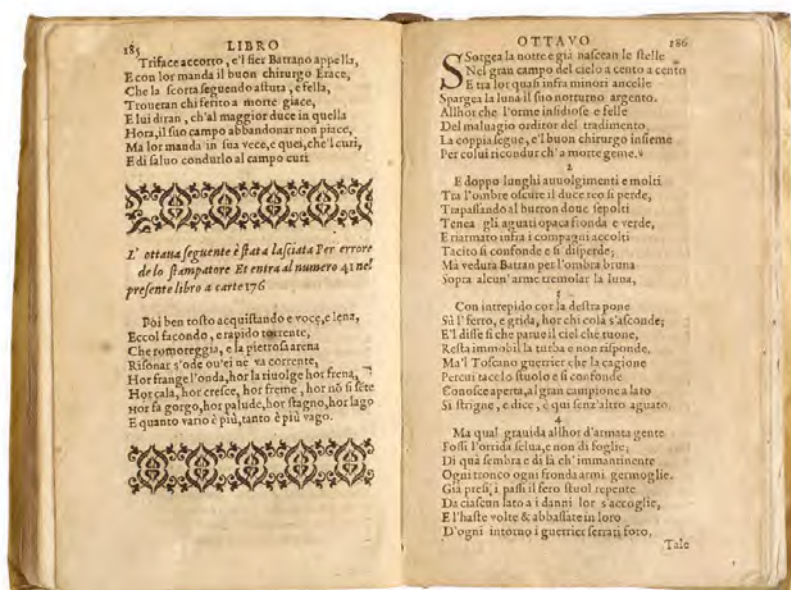 185 LIBRO
Triface accorto, e'l fier Battrano appella,
E con lor manda il buon chirurgo Erace,
Che la scorta seguendo astuta, e fella,
Troueran chi ferito a morte giace,
E lui diran, ch'al maggior duce in quella
Hora, il suo campo abbandonar non piace,
Ma lor manda in sua vece, e quei, che'l curi,
E di saluo condurlo al campo curi
L' ottaua seguente è stata lasciata Per errore
de lo stampatore Et entra al numero 41 nel
presente libro a carte 176
Poi ben tosto acquistando e voce, e lena,
Eccol facondo, e rapido torrente,
Che romoreggia, e la pietrosa arena
Risonar s'ode ou'ei ne va corrente,
Hor frange l'onda, hor la riuolge hor frena,
Hor cala, hor cresce, hor freme, hor nō si sēte
Hor fa gorgo, hor palude, hor stagno, hor lago
E quanto vario è più, tanto è più vago.
OTTAVO 186
SSorgea la notte e già nascean le stelle
Nel gran campo del cielo a cento a cento
E tra lor quasi infra minori ancelle
Spargea la luna il suo notturno argento.
Allhor che l'orme insidiose e felle
Del maluagio orditor del tradimento
La coppia segue, e'l buon chirurgo insieme
Per colui ricondur ch'a morte geme.
2
E doppo lunghi auuolgimenti e molti
Tra l'ombre oscure il duce reo si perde,
Trapassando al burron doue sepolti
Tenea gli aguati opaca fronda e verde,
E riarmato infra i compagni accolti
Tacito si confonde e si disperde;
Mà veduta Battran per l'ombra bruna
Sopra alcun'arme tremolar la luna,
3
Con intrepido cor la destra pone
Sù l'ferro, e grida, hor chi colà s'asconde;
E'l disse sì che parue il ciel che tuone,
Resta immobil la turba e non risponde.
Ma'l Toscano guerrier che la cagione
Percui tace lo stuolo e si confonde
Conosce aperta, al gran campione a lato
Si strigne, e dice, è qui senz'altro aguato.
4
Ma qual grauida allhor d'armata gente
Fossi l'orrida selua, e non di foglie;
Di quà sembra e di là ch'immantinente
Ogni tronco ogni fronda armi germoglie.
Già presi, i passi il fero stuol repente
Da ciascun lato a i danni lor s'accoglie,
E l'haste volte & abbassate in loro
D'ogni intorno i guerrier serrati foro.
Tale